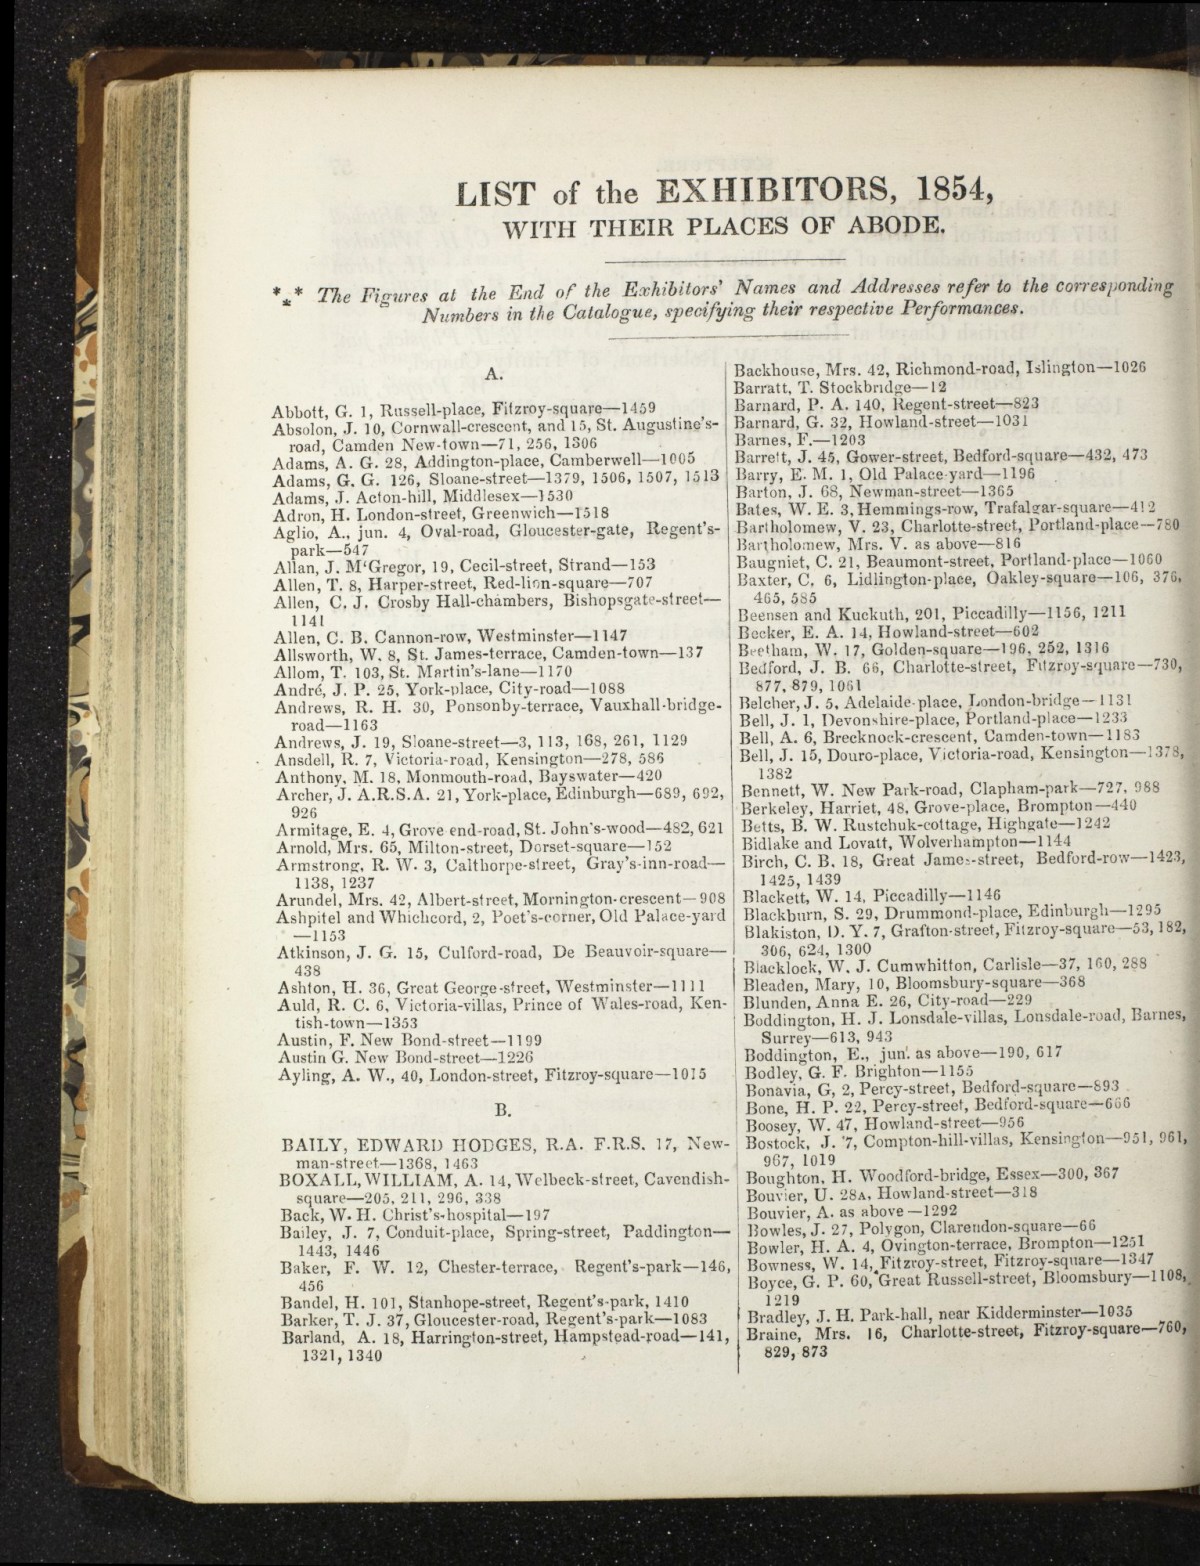 LIST of the EXHIBITORS, 1854,
WITH THEIR PLACES OF ABODE.
*⁎* The Figures at the End of the Exhibitors' Names and Addresses refer to the corresponding
Numbers in the Catalogue, specifying their respective Performances.
A.
Abbott, G. 1, Russell-place, Fitzroy-square—1459
Absolon, J. 10, Cornwall-crescent, and 15, St. Augustine's-
road, Camden New-town—71, 256, 1306
Adams, A. G. 28, Addington-place, Camberwell—1005
Adams, G. G. 126, Sloane-street—1379, 1506, 1507, 1513
Adams, J. Acton-hill, Middlesex—1530
Adron, H. London-street, Greenwich—1518
Aglio, A., jun. 4, Oval-road, Gloucester-gate, Regent's-
park—547
Allan, J. M'Gregor, 19, Cecil-street, Strand—153
Allen, T. 8, Harper-street, Red-lion-square—707
Allen, C. J. Crosby Hall-chambers, Bishopsgate-street—
1141
Allen, C. B. Cannon-row, Westminster—1147
Allsworth, W. 8, St. James-terrace, Camden-town—137
Allom, T. 103, St. Martin's-lane—1170
André, J. P. 25, York-place, City-road—1088
Andrews, R. H. 30, Ponsonby-terrace, Vauxhall-bridge-
road—1163
Andrews, J. 19, Sloane-street—3, 113, 168, 261, 1129
Ansdell, R. 7, Victoria-road, Kensington—278, 586
Anthony, M. 18, Monmouth-road, Bayswater—420
Archer, J. A.R.S.A. 21, York-place, Edinburgh—689, 692,
926
Armitage, E. 4, Grove end-road, St. John's-wood—482, 621
Arnold, Mrs. 65, Milton-street, Dorset-square—152
Armstrong, R. W. 3, Calthorpe-street, Gray's-inn-road—
1138, 1237
Arundel, Mrs. 42, Albert-street, Mornington-crescent—908
Ashpitel and Whichcord, 2, Poet's-corner, Old Palace-yard
—1153
Atkinson, J. G. 15, Culford-road, De Beauvoir-square—
438
Ashton, H. 36, Great George-street, Westminster—1111
Auld, R. C. 6, Victoria-villas, Prince of Wales-road, Ken-
tish-town—1353
Austin, F. New Bond-street—1199
Austin G. New Bond-street—1226
Ayling, A. W., 40, London-street, Fitzroy-square—1015
B.
BAILY, EDWARD HODGES, R.A. F.R.S. 17, New-
man-street—1368, 1463
BOXALL, WILLIAM, A. 14, Welbeck-street, Cavendish-
square—205, 211, 296, 338
Back, W. H. Christ's-hospital—197
Bailey, J. 7, Conduit-place, Spring-street, Paddington—
1443, 1446
Baker, F. W. 12, Chester-terrace, Regent's-park—146,
456
Bandel, H. 101, Stanhope-street, Regent's-park, 1410
Barker, T. J. 37, Gloucester-road, Regent's-park—1083
Barland, A. 18, Harrington-street, Hampstead-road—141,
1321, 1340
Backhouse, Mrs. 42, Richmond-road, Islington—1026
Barratt, T. Stockbridge—12
Barnard, P. A. 140, Regent-street—823
Barnard, G. 32, Howland-street—1031
Barnes, F.—1203
Barrett, J. 45, Gower-street, Bedford-square—432, 473
Barry, E. M. 1, Old Palace-yard—1196
Barton, J. 68, Newman-street—1365
Bates, W. E. 3, Hemmings-row, Trafalgar-square—412
Bartholomew, V. 23, Charlotte-street, Portland-place—780
Bartholomew, Mrs. V. as above—816
Baugniet, C. 21, Beaumont-street, Portland-place—1060
Baxter, C. 6, Lidlington-place, Oakley-square—106, 376,
465, 585
Beensen and Kuckuth, 201, Piccadilly—1156, 1211
Becker, E. A. 14, Howland-street—602
Beetham, W. 17, Golden-square—196, 252, 1316
Bedford, J. B. 66, Charlotte-street, Fitzroy-square—730,
877, 879, 1061
Belcher, J. 5, Adelaide-place, London-bridge—1131
Bell, J. 1, Devonshire-place, Portland-place—1233
Bell, A. 6, Brecknock-crescent, Camden-town—1183
Bell, J. 15, Douro-place, Victoria-road, Kensington—1378,
1382
Bennett, W. New Park-road, Clapham-park—727, 988
Berkeley, Harriet, 48, Grove-place, Brompton—440
Betts, B. W. Rustchuk-cottage, Highgate—1242
Bidlake and Lovatt, Wolverhampton—1144
Birch, C. B. 18, Great James-street, Bedford-row—1423,
1425, 1439
Blackett, W. 14, Piccadilly—1146
Blackburn, S. 29, Drummond-place, Edinburgh—1295
Blakiston, D. Y. 7, Grafton-street, Fitzroy-square—53, 182,
306, 624, 1300
Blacklock, W. J. Cumwhitton, Carlisle—37, 160, 288
Bleaden, Mary, 10, Bloomsbury-square—368
Blunden, Anna E. 26, City-road—229
Boddington, H. J. Lonsdale-villas, Lonsdale-road, Barnes,
Surrey—613, 943
Boddington, E., jun. as above—190, 617
Bodley, G. F. Brighton—1155
Bonavia, G, 2, Percy-street, Bedford-square—893
Bone, H. P. 22, Percy-street, Bedford-square—666
Boosey, W. 47, Howland-street—956
Bostock, J. 7, Compton-hill-villas, Kensington—951, 961,
967, 1019
Boughton, H. Woodford-bridge, Essex—300, 367
Bouvier, U. 28A, Howland-street—318
Bouvier, A. as above—1292
Bowles, J. 27, Polygon, Clarendon-square—66
Bowler, H. A. 4, Ovington-terrace, Brompton—1251
Bowness, W. 14, Fitzroy-street, Fitzroy-square—1347
Boyce, G. P. 60, Great Russell-street, Bloomsbury—1108,
1219
Bradley, J. H. Park-hall, near Kidderminster—1035
Braine, Mrs. 16, Charlotte-street, Fitzroy-square—760,
829, 873